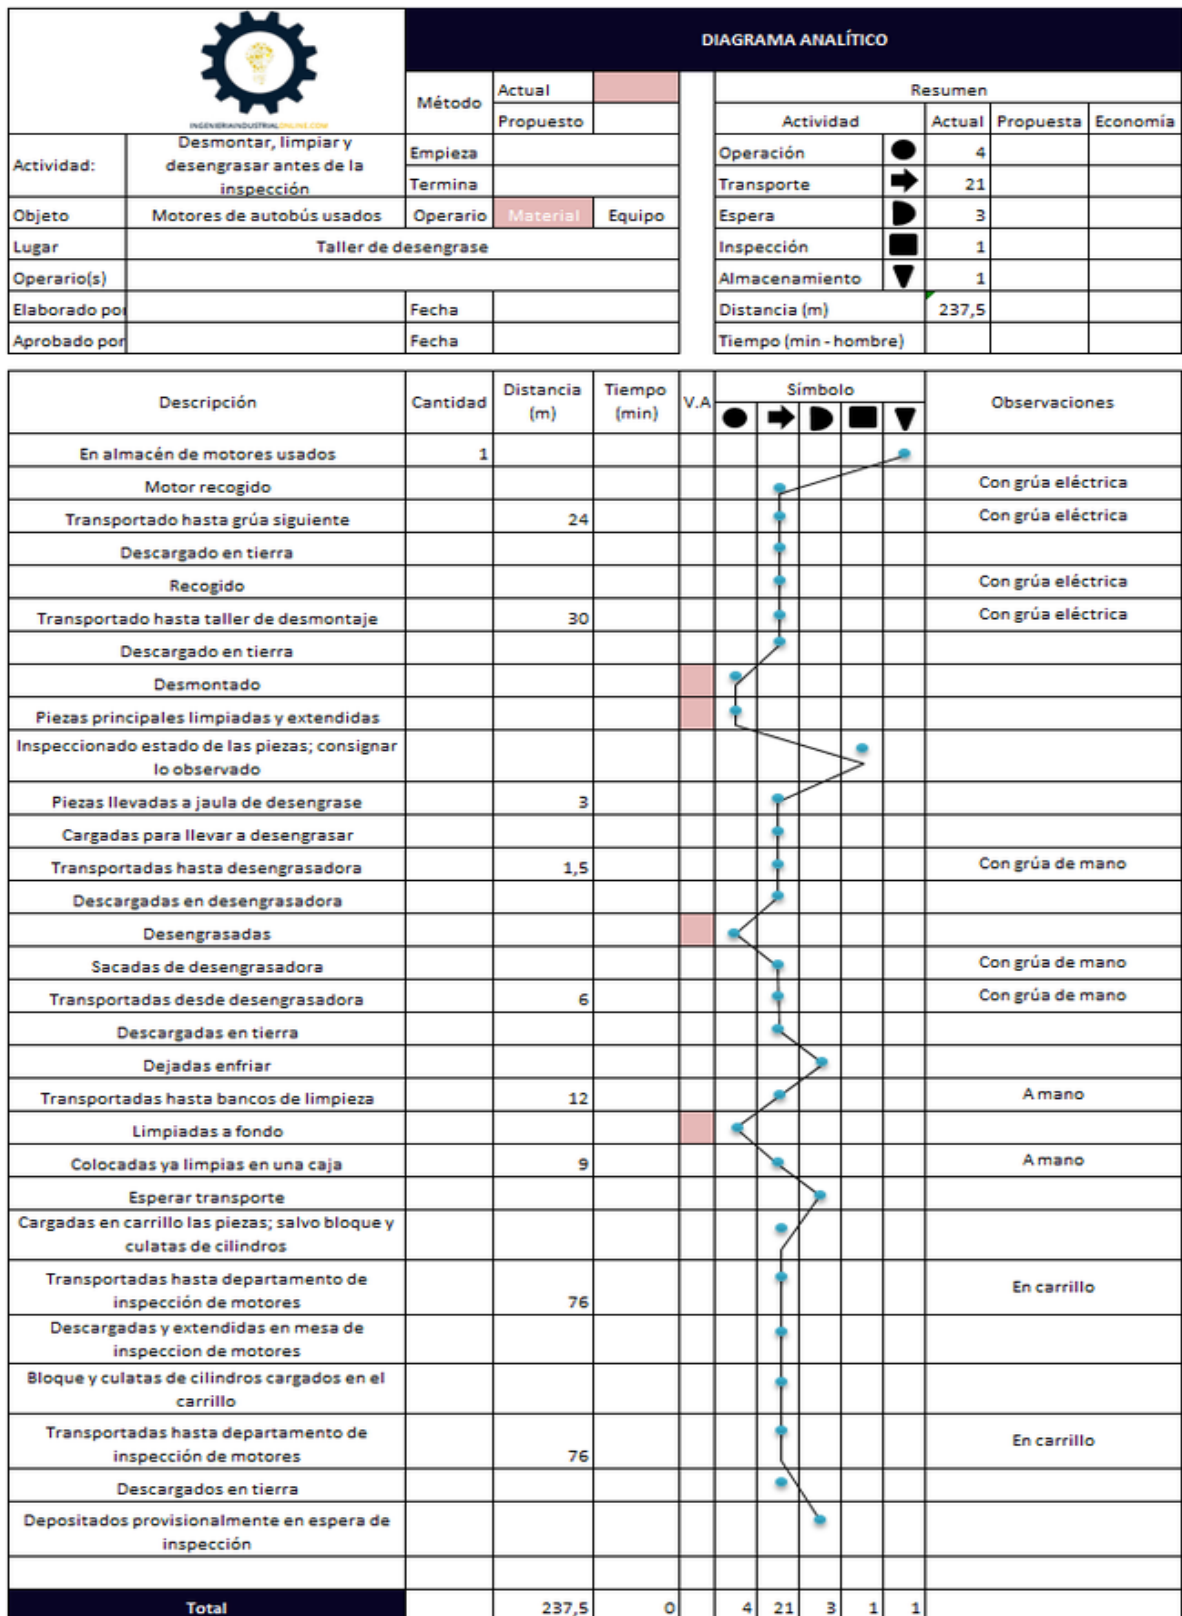 DIAGRAMA ANALÍTICO
INGENIERIAINDUSTRIALONLINE.COM
Método Actual
Propuesto
Resumen
Actividad Actual Propuesta Economía
Actividad: Desmontar, limpiar y
desengrasar antes de la
inspección
Empieza
Termina
Operación 4
Transporte 21
Objeto Motores de autobús usados Operario Material Equipo Espera 3
Lugar Taller de desengrase Inspección 1
Operario(s) Almacenamiento 1
Elaborado por Fecha Distancia (m) 237,5
Aprobado por Fecha Tiempo (min - hombre)
Descripción Cantidad Distancia
(m) Tiempo
(min) V.A Símbolo Observaciones
En almacén de motores usados 1
Motor recogido Con grúa eléctrica
Transportado hasta grúa siguiente 24 Con grúa eléctrica
Descargado en tierra
Recogido Con grúa eléctrica
Transportado hasta taller de desmontaje 30 Con grúa eléctrica
Descargado en tierra
Desmontado
Piezas principales limpiadas y extendidas
Inspeccionado estado de las piezas; consignar
lo observado
Piezas llevadas a jaula de desengrase 3
Cargadas para llevar a desengrasar
Transportadas hasta desengrasadora 1,5 Con grúa de mano
Descargadas en desengrasadora
Desengrasadas
Sacadas de desengrasadora Con grúa de mano
Transportadas desde desengrasadora 6 Con grúa de mano
Descargadas en tierra
Dejadas enfriar
Transportadas hasta bancos de limpieza 12 A mano
Limpiadas a fondo
Colocadas ya limpias en una caja 9 A mano
Esperar transporte
Cargadas en carrillo las piezas; salvo bloque y
culatas de cilindros
Transportadas hasta departamento de
inspección de motores 76 En carrillo
Descargadas y extendidas en mesa de
inspeccion de motores
Bloque y culatas de cilindros cargados en el
carrillo
Transportadas hasta departamento de
inspección de motores 76 En carrillo
Descargados en tierra
Depositados provisionalmente en espera de
inspección
Total 237,5 0 4 21 3 1 1